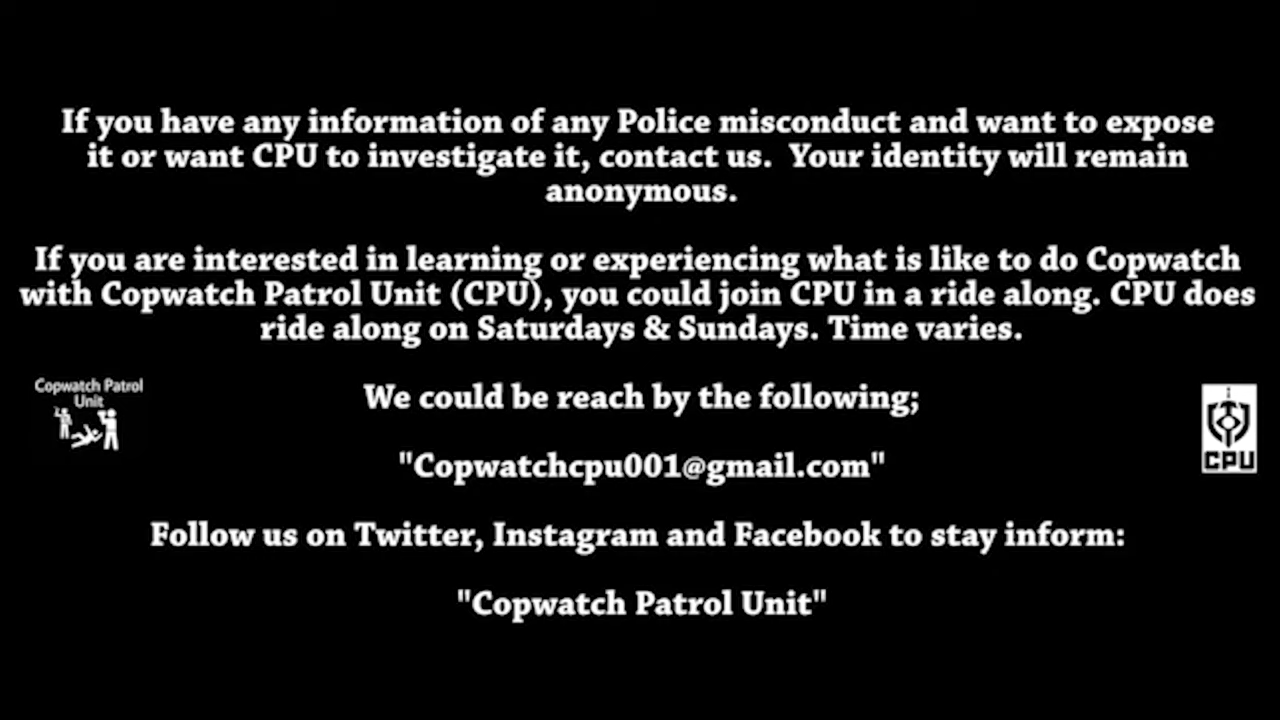 If you have any information of any Police misconduct and want to expose
it or want CPU to investigate it, contact us.  Your identity will remain
anonymous.
If you are interested in learning or experiencing what is like to do Copwatch
with Copwatch Patrol Unit (CPU), you could join CPU in a ride along. CPU does
ride along on Saturdays & Sundays. Time varies.
Copwatch Patrol
Unit
We could be reach by the following;
CPU
"Copwatchcpu001@gmail.com"
Follow us on Twitter, Instagram and Facebook to stay inform:
"Copwatch Patrol Unit"